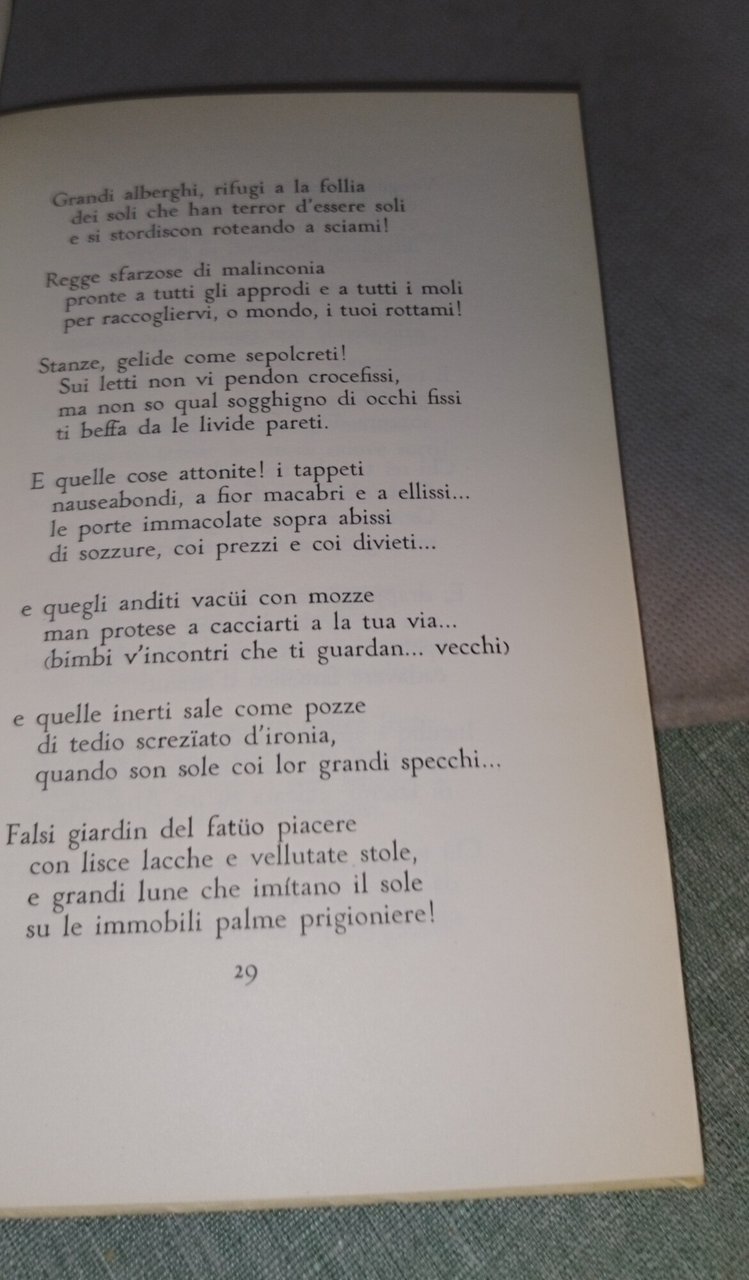 Grandi alberghi, rifugi a la follia
dei soli che han terror d'essere soli
e si stordiscon roteando a sciami!
Regge sfarzose di malinconia
pronte a tutti gli approdi e a tutti i moli
per raccogliervi, o mondo, i tuoi rottami!
Stanze, gelide come sepolcreti!
Sui letti non vi pendon crocefissi,
ma non so qual sogghigno di occhi fissi
ti beffa da le livide pareti.
E quelle cose attonite! i tappeti
nauseabondi, a fior macabri e a ellissi...
le porte immacolate sopra abissi
di sozzure, coi prezzi e coi divieti...
e quegli anditi vacüi con mozze
man protese a cacciarti a la tua via...
(bimbi v'incontri che ti guardan... vecchi)
e quelle inerti sale come pozze
di tedio screzïato d'ironia,
quando son sole coi lor grandi specchi...
Falsi giardin del fatüo piacere
con lisce lacche e vellutate stole,
e grandi lune che imítano il sole
su le immobili palme prigioniere!
29